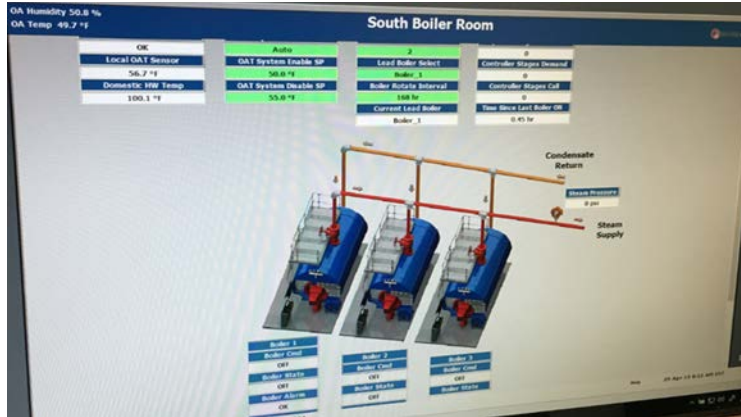 OA Humidity 50.8 %
OA Temp 49.7 °F
South Boiler Room
OK
Local OAT Sensor
56.7 °F
Domestic HW Temp
100.1 °F
Auto
OAT System Enable SP
50.0 °F
OAT System Disable SP
55.0 °F
2
Lead Boiler Select
Boiler_1
Boiler Rotate Interval
168 hr
Current Lead Boiler
Boiler_1
0
Controller Stages Demand
0
Controller Stages Call
0
Time Since Last Boiler ON
0.45 hr
Condensate
Return
Steam Pressure
0 psi
Steam
Supply
Boiler 1
Boiler Cmd
OFF
Boiler State
OFF
Boiler Alarm
OK
Boiler 2
Boiler Cmd
OFF
Boiler State
OFF
Boiler 3
Boiler Cmd
OFF
Boiler State